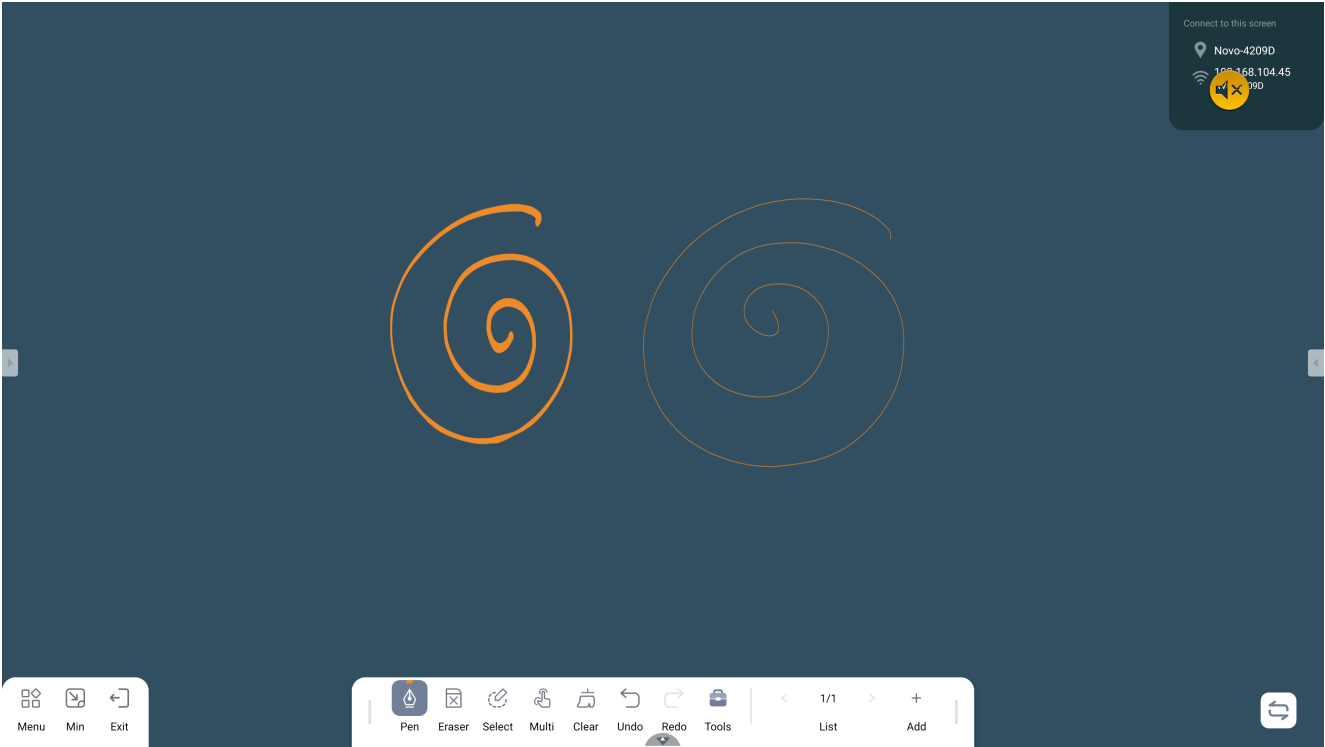 Connect to this screen
Novo-4209D
168.104.45
09D
Menu Min Exit
Pen Eraser Select Multi Clear Undo Redo Tools
1/1
List
Add